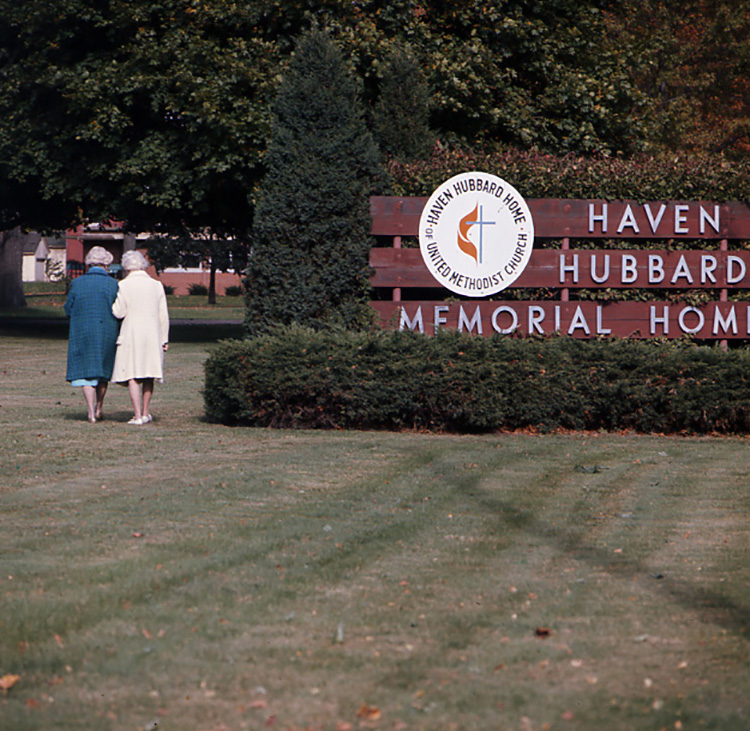 HAVEN HUBBARD HOME
· OF UNITED METHODIST CHURCH ·
HAVEN
HUBBARD
MEMORIAL HOME